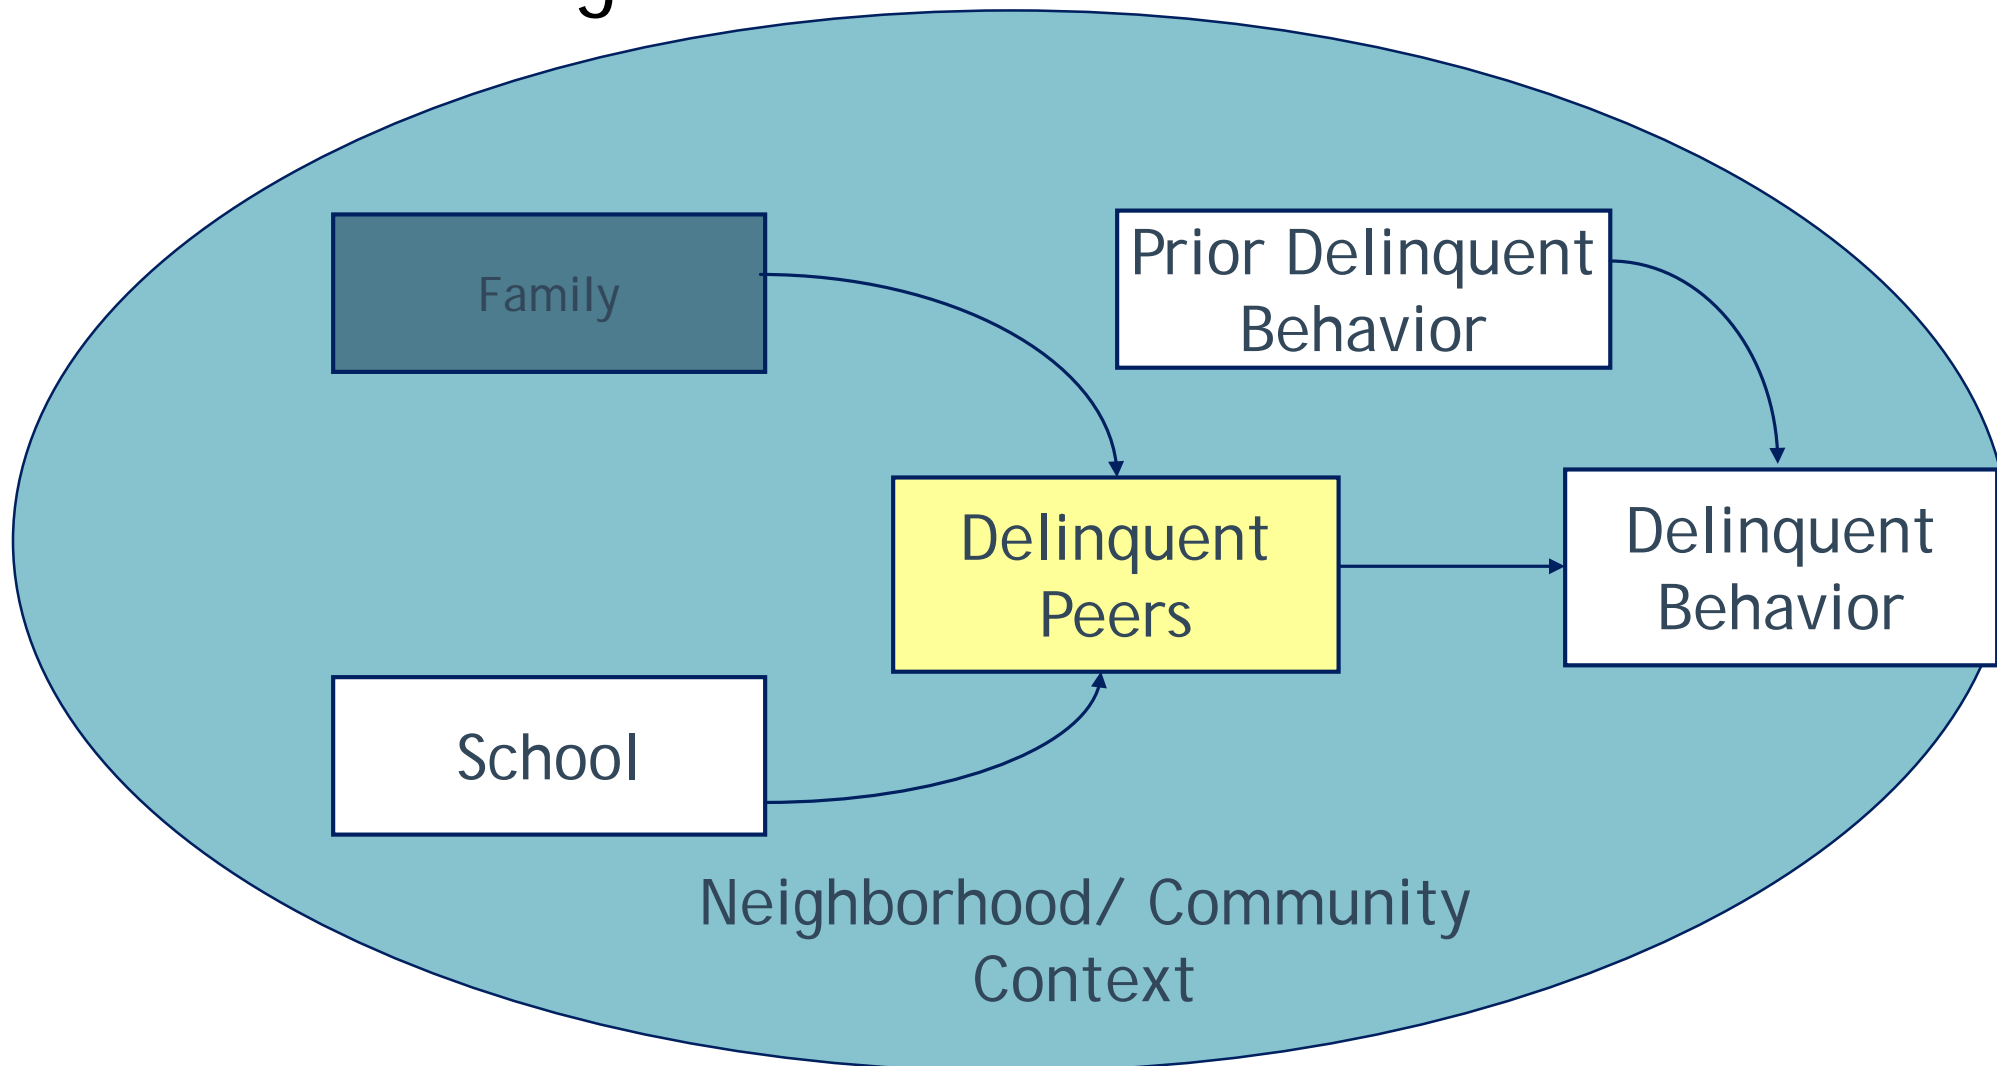 Family
Prior Delinquent
Behavior
Delinquent
Peers
Delinquent
Behavior
School
Neighborhood/ Community
Context